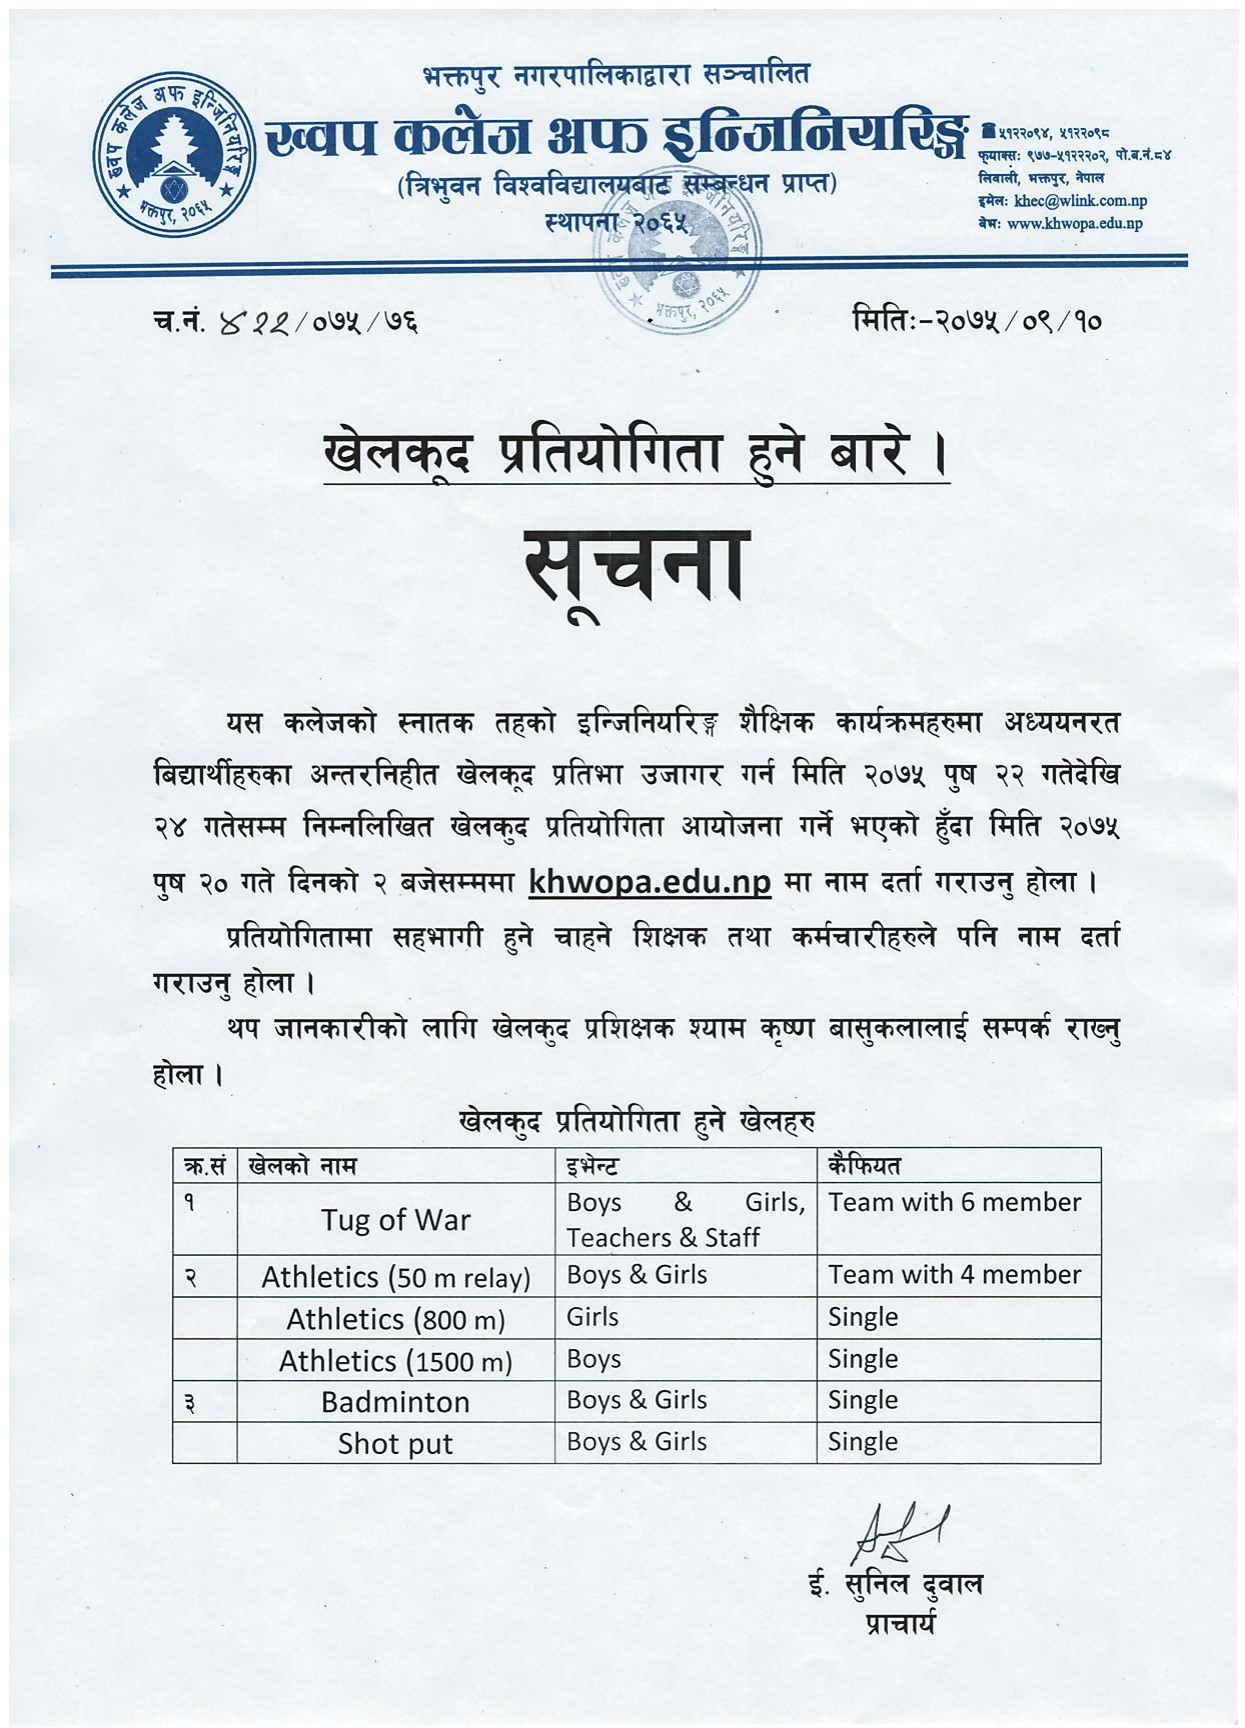 भक्तपुर नगरपालिकाद्वारा सञ्चालित
ख्वप कलेज अफ इन्जिनियरिङ्ग
(त्रिभुवन विश्वविद्यालयबाट सम्बन्धन प्राप्त)
स्थापना २०६५
ख्वप कलेज अफ इन्जिनियरिङ्ग
भक्तपुर, २०६५
☎५१२२०९४, ५१२२०९८
फ्याक्सः ९७७-५१२२२०२, पो.ब.नं.८४
लिवाली, भक्तपुर, नेपाल
इमेलः khec@wlink.com.np
वेभः www.khwopa.edu.np
भक्तपुर, २०६५
च.नं. ४२२/०७५/७६
मितिः-२०७५/०९/१०
खेलकूद प्रतियोगिता हुने बारे ।
सूचना
यस कलेजको स्नातक तहको इन्जिनियरिङ्ग शैक्षिक कार्यक्रमहरुमा अध्ययनरत
बिद्यार्थीहरुका अन्तरनिहीत खेलकूद प्रतिभा उजागर गर्न मिति २०७५ पुष २२ गतेदेखि
२४ गतेसम्म निम्नलिखित खेलकुद प्रतियोगिता आयोजना गर्ने भएको हुँदा मिति २०७५
पुष २० गते दिनको २ बजेसम्ममा khwopa.edu.np मा नाम दर्ता गराउनु होला ।
प्रतियोगितामा सहभागी हुने चाहने शिक्षक तथा कर्मचारीहरुले पनि नाम दर्ता
गराउनु होला ।
थप जानकारीको लागि खेलकुद प्रशिक्षक श्याम कृष्ण बासुकलालाई सम्पर्क राख्नु
होला ।
खेलकुद प्रतियोगिता हुने खेलहरु
क्र.सं खेलको नाम इभेन्ट कैफियत
१ Tug of War Boys & Girls, Teachers & Staff Team with 6 member
२ Athletics (50 m relay) Boys & Girls Team with 4 member
Athletics (800 m) Girls Single
Athletics (1500 m) Boys Single
३ Badminton Boys & Girls Single
Shot put Boys & Girls Single
ई. सुनिल दुवाल
प्राचार्य